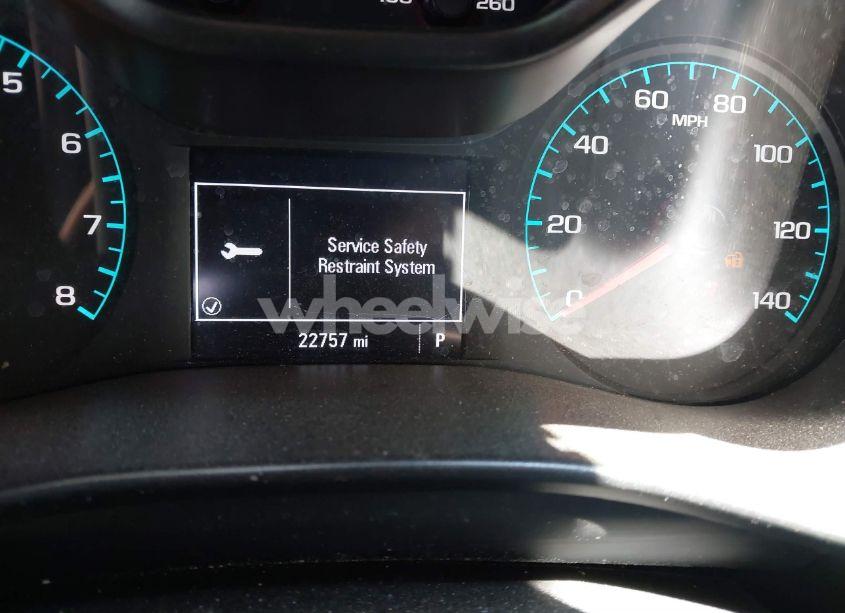 260
5
6
7
8
Service Safety
Restraint System
22757 mi
P
0
20
40
60
80
100
120
140
MPH
wheelwise